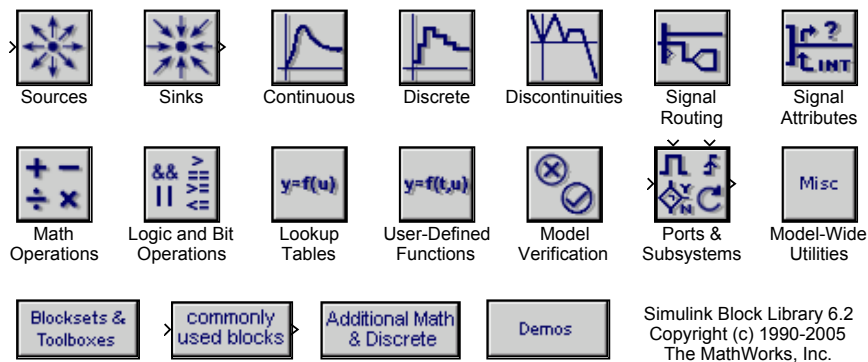 Sources
Sinks
Continuous
Discrete
Discontinuities
Signal
Routing
?
INT
Signal
Attributes
+ −
÷ ×
Math
Operations
&& >
|| ==
>=
<=
Logic and Bit
Operations
y=f(u)
Lookup
Tables
y=f(t,u)
User-Defined
Functions
Model
Verification
Y
N
Ports &
Subsystems
Misc
Model-Wide
Utilities
Blocksets &
Toolboxes
commonly
used blocks
Additional Math
& Discrete
Demos
Simulink Block Library 6.2
Copyright (c) 1990-2005
The MathWorks, Inc.